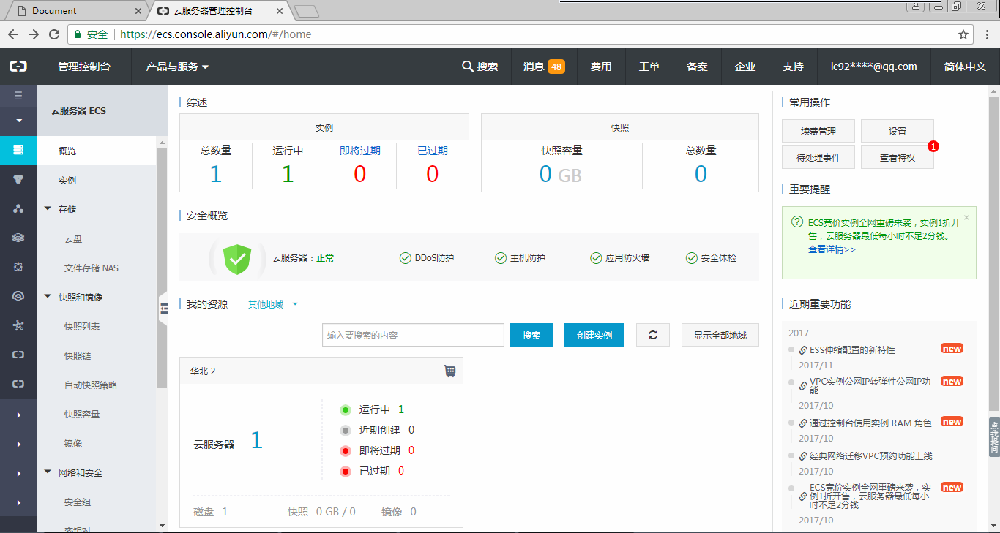 Document
云服务器管理控制台
安全 https://ecs.console.aliyun.com/#/home
管理控制台 产品与服务 搜索 消息 48 费用 工单 备案 企业 支持 lc92****@qq.com 简体中文
云服务器 ECS
概览
实例
存储
云盘
文件存储 NAS
快照和镜像
快照列表
快照链
自动快照策略
快照容量
镜像
网络和安全
安全组
密钥对
综述
实例
总数量 运行中 即将过期 已过期
1 1 0 0
快照
快照容量 总数量
0 GB 0
安全概览
云服务器：正常 DDoS防护 主机防护 应用防火墙 安全体检
我的资源 其他地域
输入要搜索的内容 搜索 创建实例 显示全部地域
华北 2
云服务器 1
运行中 1
近期创建 0
即将过期 0
已过期 0
磁盘 1 快照 0 GB / 0 镜像 0
常用操作
续费管理 设置
待处理事件 查看特权 1
重要提醒
ECS竞价实例全网重磅来袭，实例1折开
售，云服务器最低每小时不足2分钱。
查看详情>>
近期重要功能
2017
ESS伸缩配置的新特性 new
2017/11
VPC实例公网IP转弹性公网IP功 new
能
2017/10
通过控制台使用实例 RAM 角色 new
2017/10
经典网络迁移VPC预约功能上线
2017/10
ECS竞价实例全网重磅来袭，实 new
例1折开售，云服务器最低每小
时不足2分钱
2017/10
点我提问